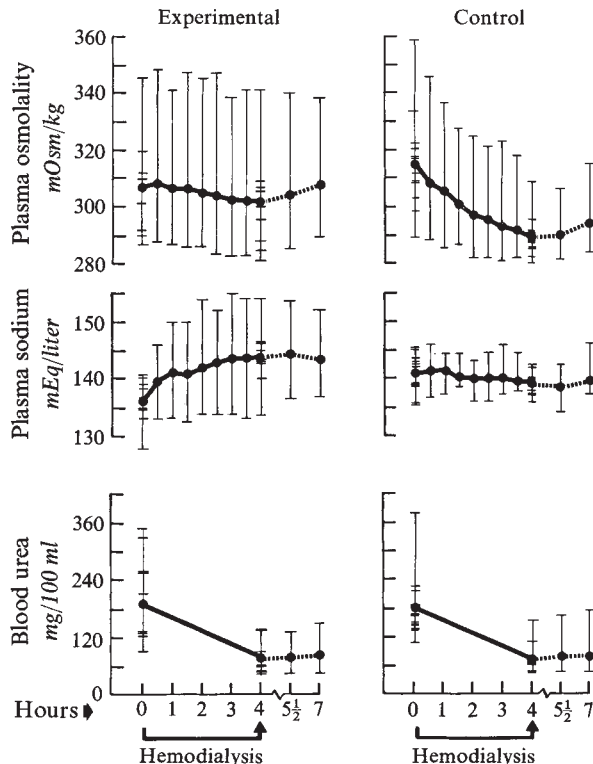 Experimental
Control
Plasma osmolality
mOsm/kg
360
340
320
300
280
Plasma sodium
mEq/liter
150
140
130
Blood urea
mg/100 ml
360
240
120
0
Hours
0 1 2 3 4 5½ 7
0 1 2 3 4 5½ 7
Hemodialysis
Hemodialysis